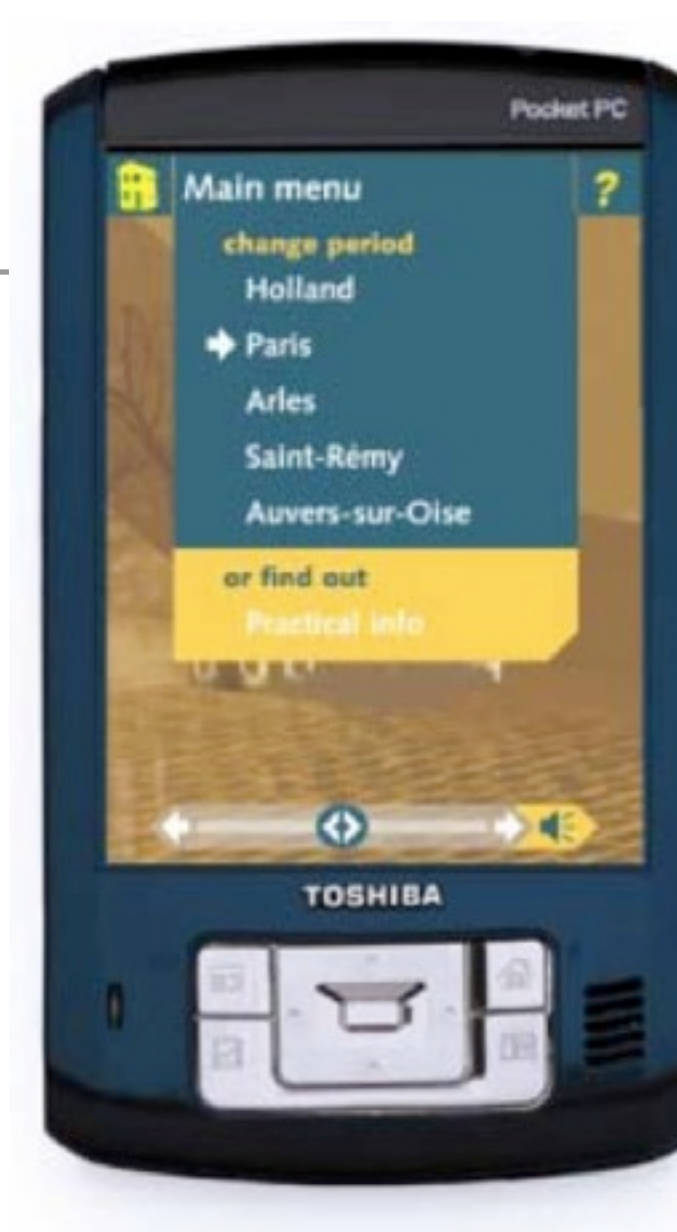 Pocket PC
Main menu
?
change period
Holland
Paris
Arles
Saint-Rémy
Auvers-sur-Oise
or find out
Practical info
TOSHIBA